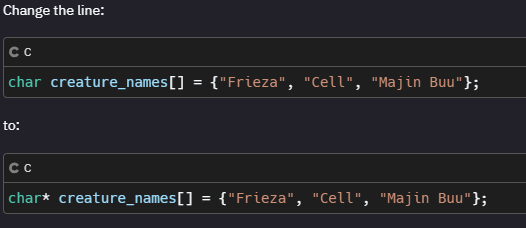 Change the line:
C
char creature_names[] = {"Frieza", "Cell", "Majin Buu"};
to:
C
char* creature_names[] = {"Frieza", "Cell", "Majin Buu"};